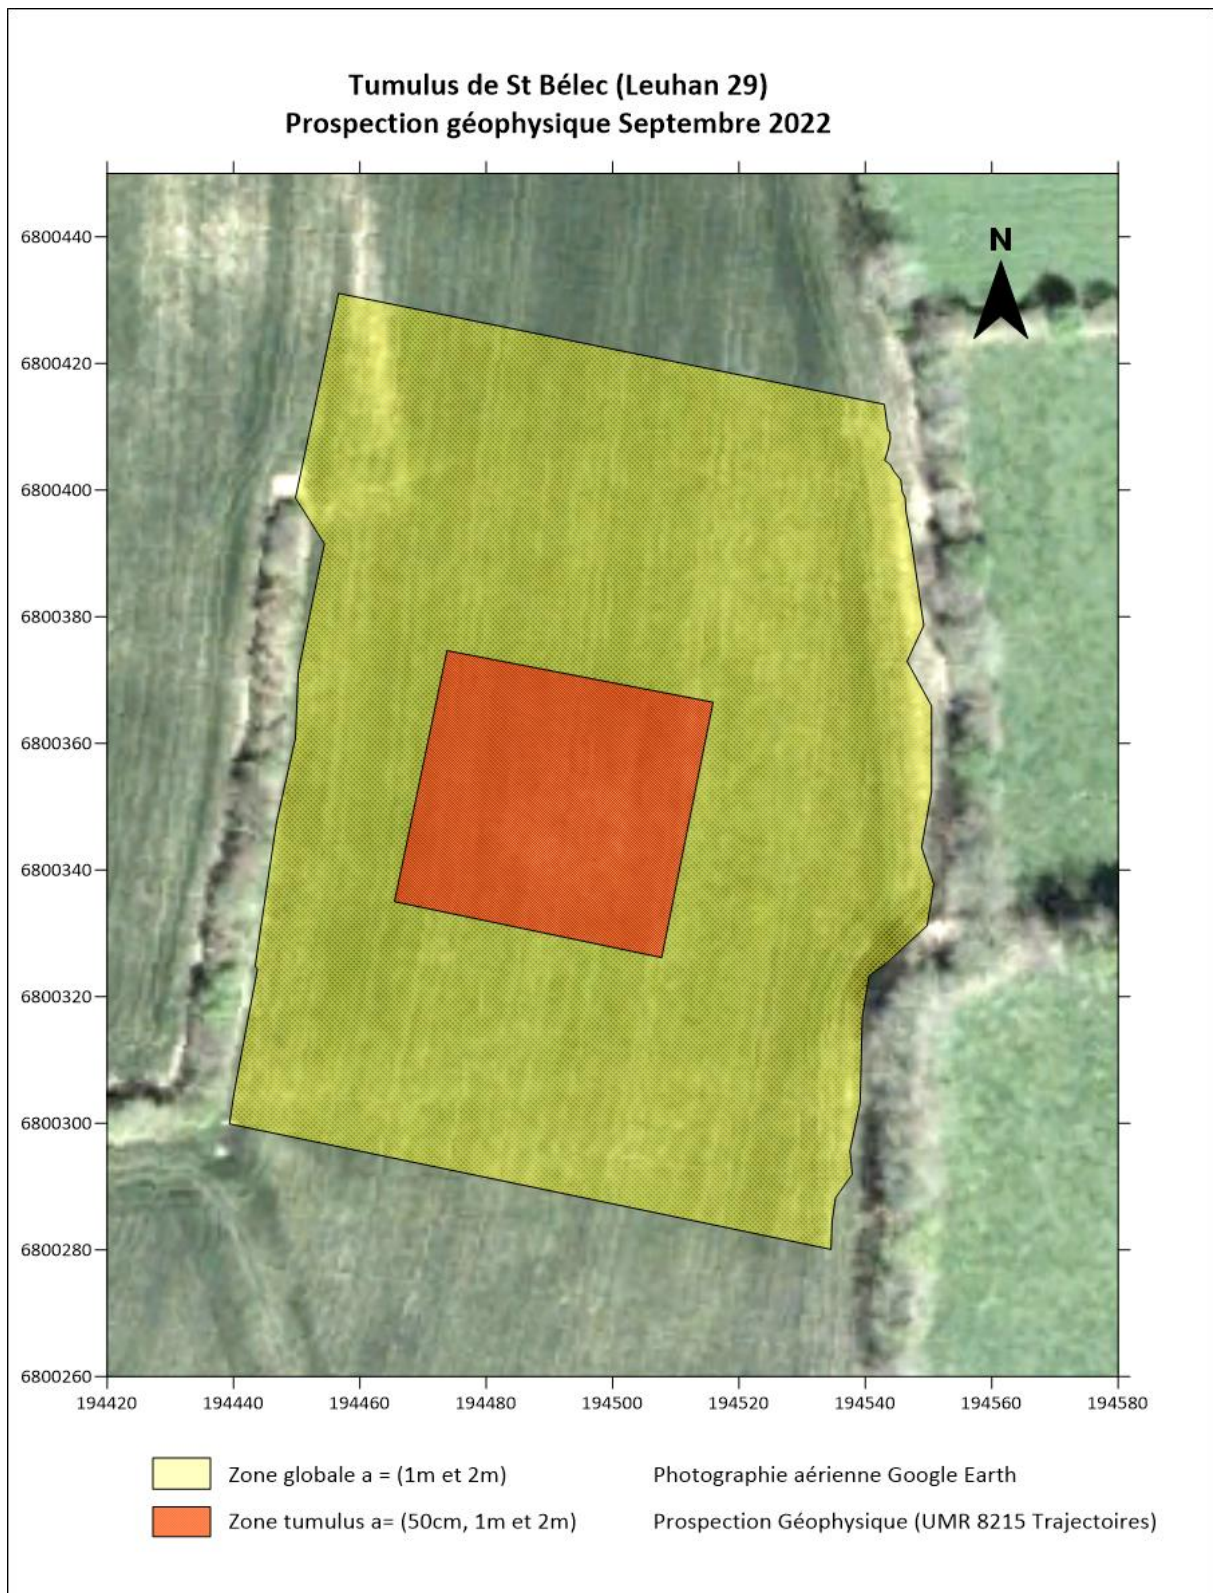 Tumulus de St Bélec (Leuhan 29)
Prospection géophysique Septembre 2022
N
6800440
6800420
6800400
6800380
6800360
6800340
6800320
6800300
6800280
6800260
194420 194440 194460 194480 194500 194520 194540 194560 194580
Zone globale a = (1m et 2m) Photographie aérienne Google Earth
Zone tumulus a= (50cm, 1m et 2m) Prospection Géophysique (UMR 8215 Trajectoires)